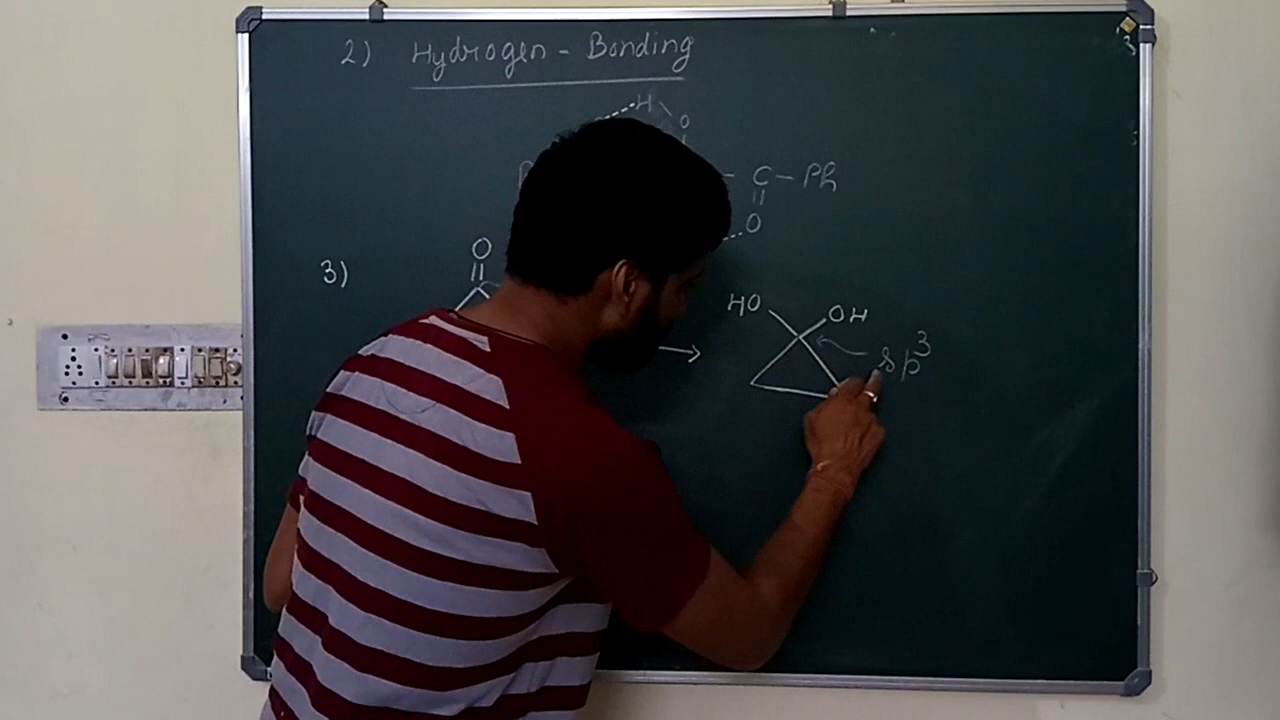 2) Hydrogen - Bonding
H
O
C - Ph
O
3)
O
HO OH
sp3